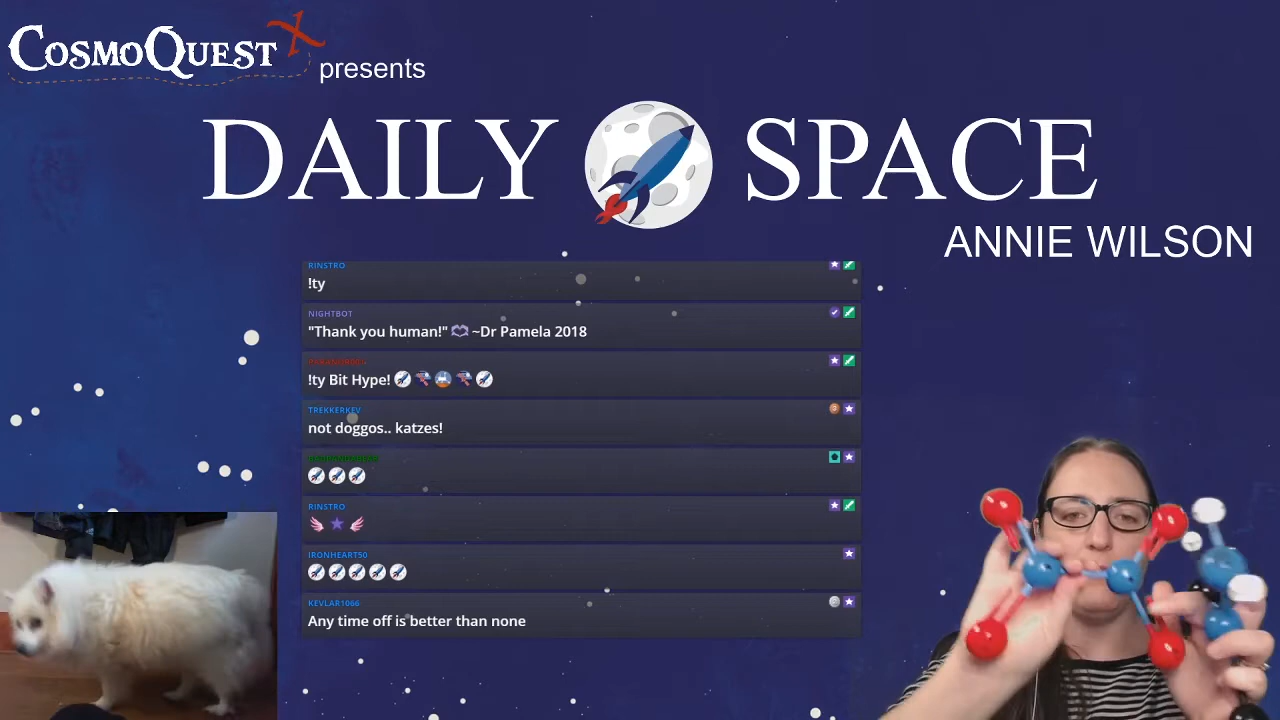 COSMOQUEST X
presents
DAILY SPACE
ANNIE WILSON
RINSTRO
!ty
NIGHTBOT
"Thank you human!" ~Dr Pamela 2018
!ty Bit Hype!
TREKKERKEV
not doggos.. katzes!
RINSTRO
IRONHEART50
KEVLAR1066
Any time off is better than none